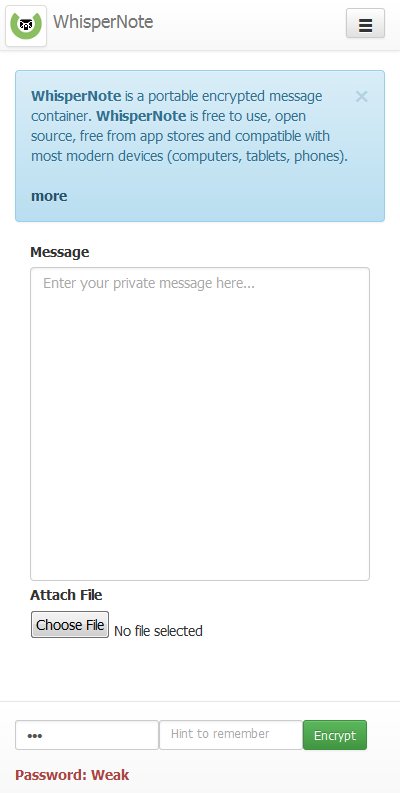 WhisperNote
WhisperNote is a portable encrypted message
container. WhisperNote is free to use, open
source, free from app stores and compatible with
most modern devices (computers, tablets, phones).
more
Message
Enter your private message here...
Attach File
Choose File No file selected
••• Hint to remember Encrypt
Password: Weak